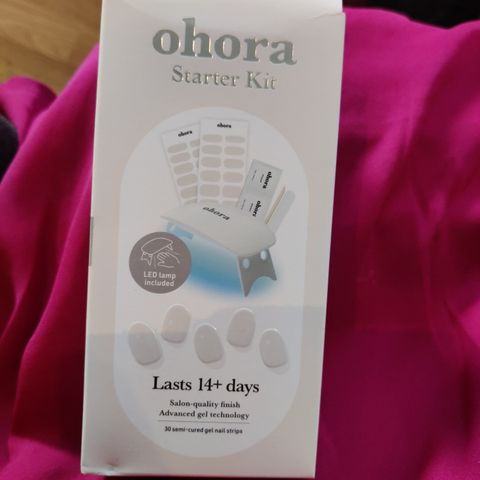 ohora
Starter Kit
ohora
ohora
ohora
ohora
LED lamp
included
Lasts 14+ days
Salon-quality finish
Advanced gel technology
30 semi-cured gel nail strips